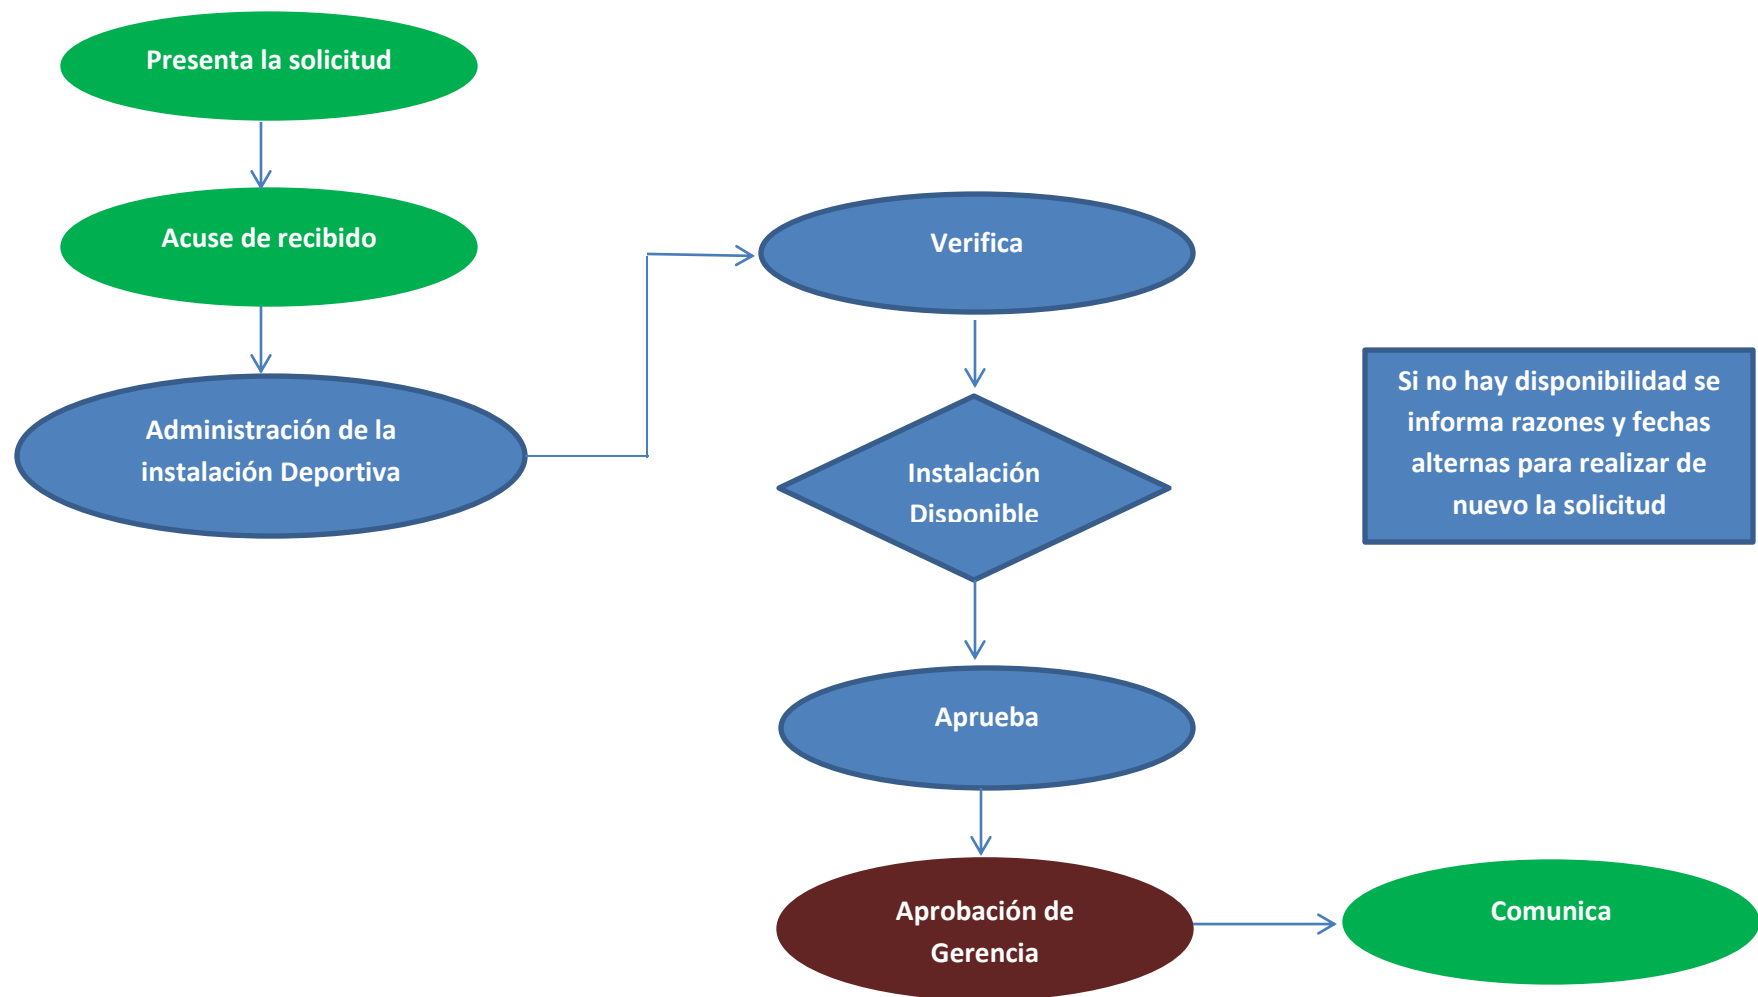 Presenta la solicitud
Acuse de recibido
Administración de la
instalación Deportiva
Verifica
Instalación
Disponible
Si no hay disponibilidad se
informa razones y fechas
alternas para realizar de
nuevo la solicitud
Aprueba
Aprobación de
Gerencia
Comunica